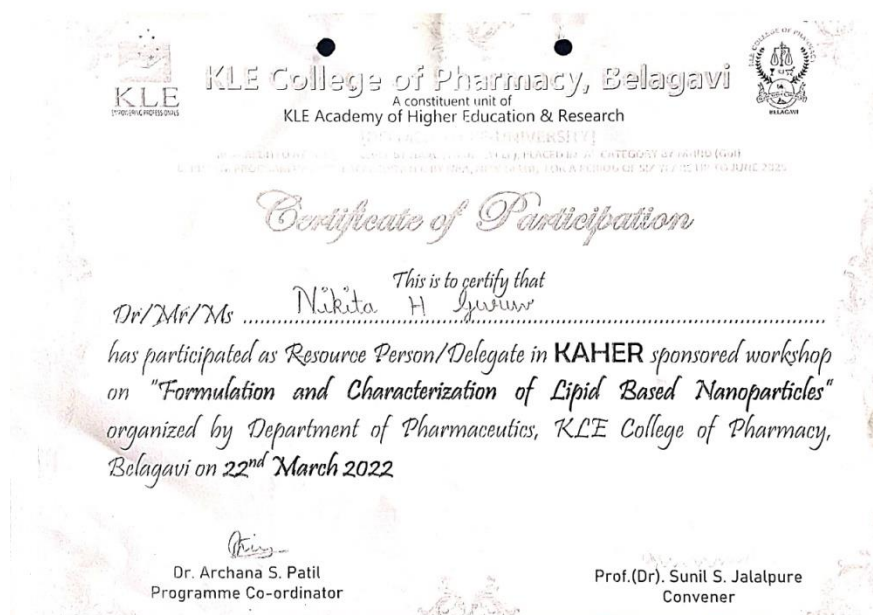 KLE College of Pharmacy, Belagavi
A constituent unit of
KLE
EMPOWERING PROFESSIONALS
KLE Academy of Higher Education & Research
BELAGAVI
Certificate of Participation
This is to certify that
Dr/Mr/Ms Nikita H
has participated as Resource Person/Delegate in KAHER sponsored workshop
on "Formulation and Characterization of Lipid Based Nanoparticles"
organized by Department of Pharmaceutics, KLE College of Pharmacy,
Belagavi on 22nd March 2022
Dr. Archana S. Patil
Programme Co-ordinator
Prof.(Dr). Sunil S. Jalalpure
Convener